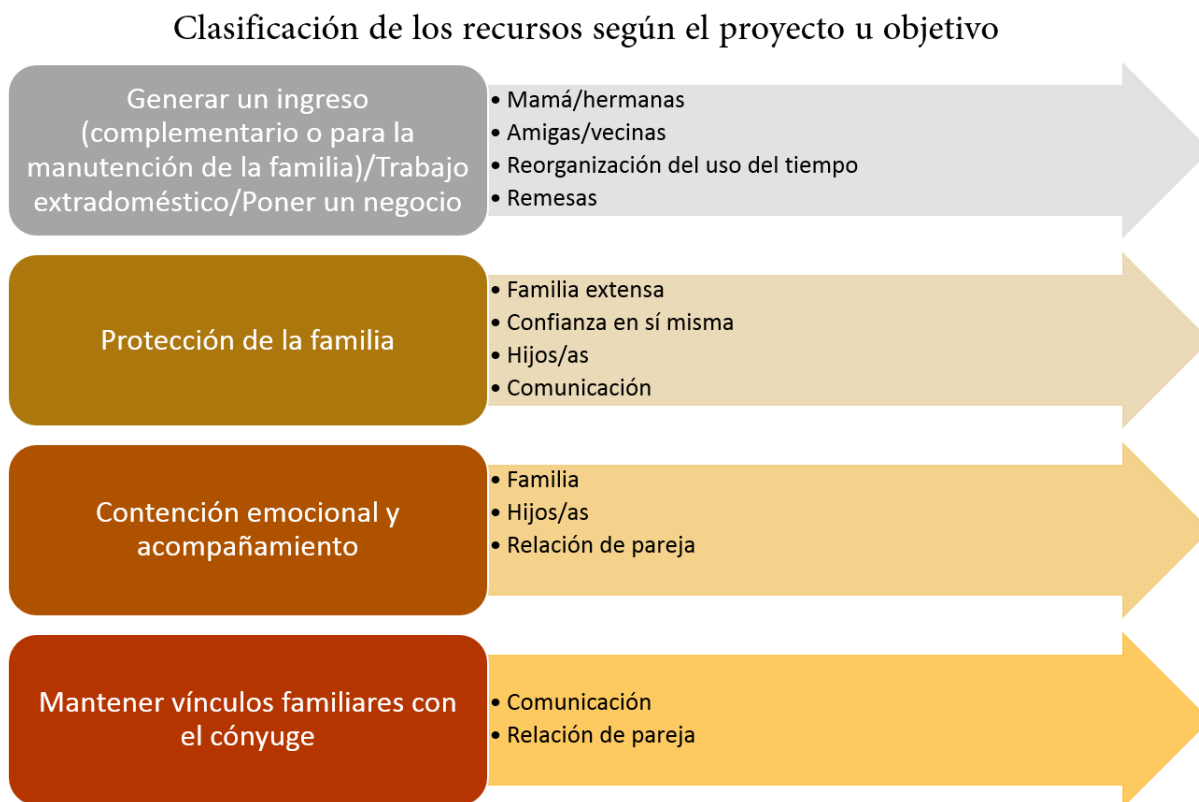 Clasificación de los recursos según el proyecto u objetivo
Generar un ingreso
(complementario o para la
manutención de la familia)/Trabajo
extradoméstico/Poner un negocio
• Mamá/hermanas
• Amigas/vecinas
• Reorganización del uso del tiempo
• Remesas
Protección de la familia
• Familia extensa
• Confianza en sí misma
• Hijos/as
• Comunicación
Contención emocional y
acompañamiento
• Familia
• Hijos/as
• Relación de pareja
Mantener vínculos familiares con
el cónyuge
• Comunicación
• Relación de pareja